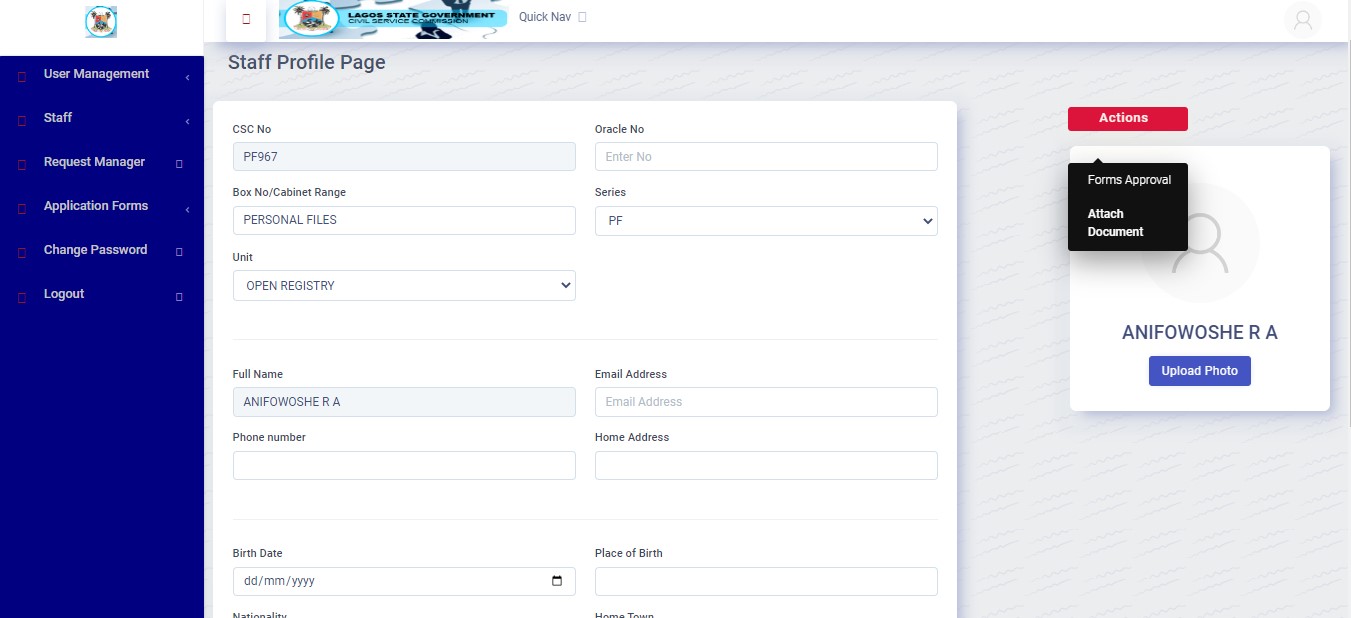 LAGOS STATE GOVERNMENT
CIVIL SERVICE COMMISSION
Quick Nav
User Management
Staff
Request Manager
Application Forms
Change Password
Logout
Staff Profile Page
CSC No
Oracle No
PF967
Enter No
Box No/Cabinet Range
Series
PERSONAL FILES
PF
Unit
OPEN REGISTRY
Full Name
Email Address
ANIFOWOSHE R A
Email Address
Phone number
Home Address
Birth Date
Place of Birth
dd/mm/yyyy
Nationality
Home Town
Actions
Forms Approval
Attach
Document
ANIFOWOSHE R A
Upload Photo